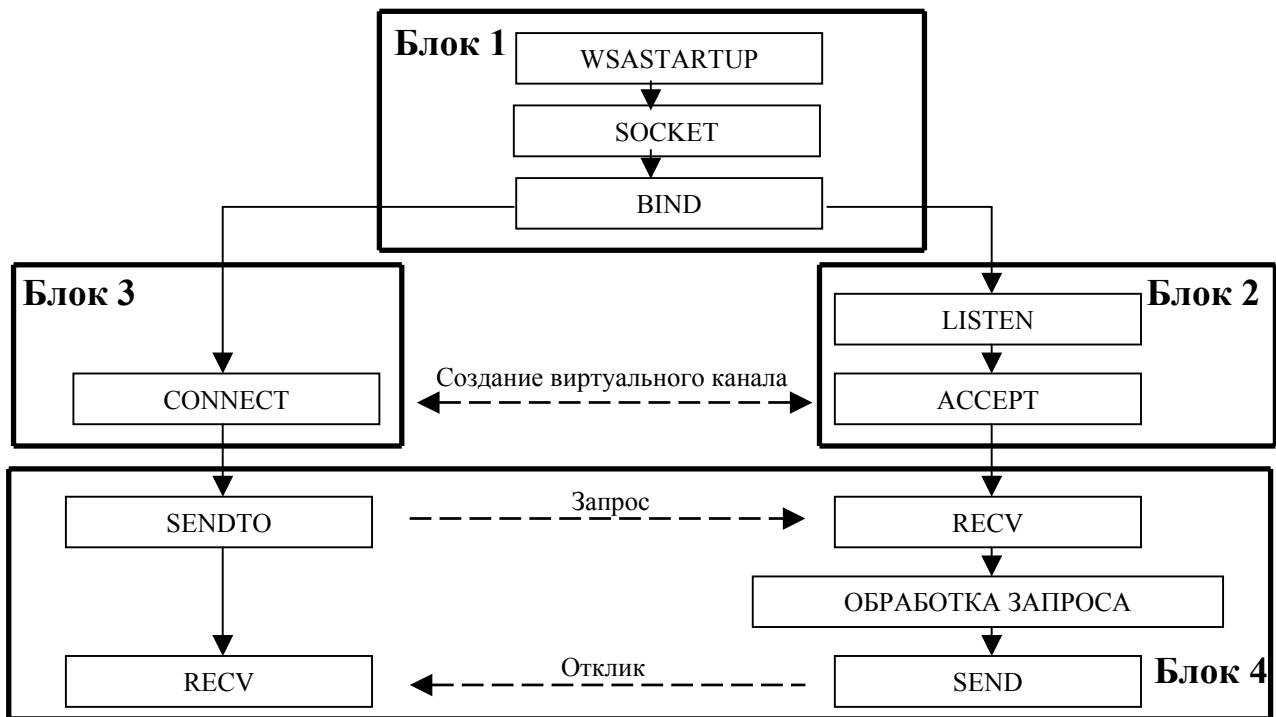 Блок 1
WSASTARTUP
SOCKET
BIND
Блок 3
Блок 2
LISTEN
Создание виртуального канала
CONNECT
ACCEPT
SENDTO
Запрос
RECV
ОБРАБОТКА ЗАПРОСА
RECV
Отклик
SEND
Блок 4